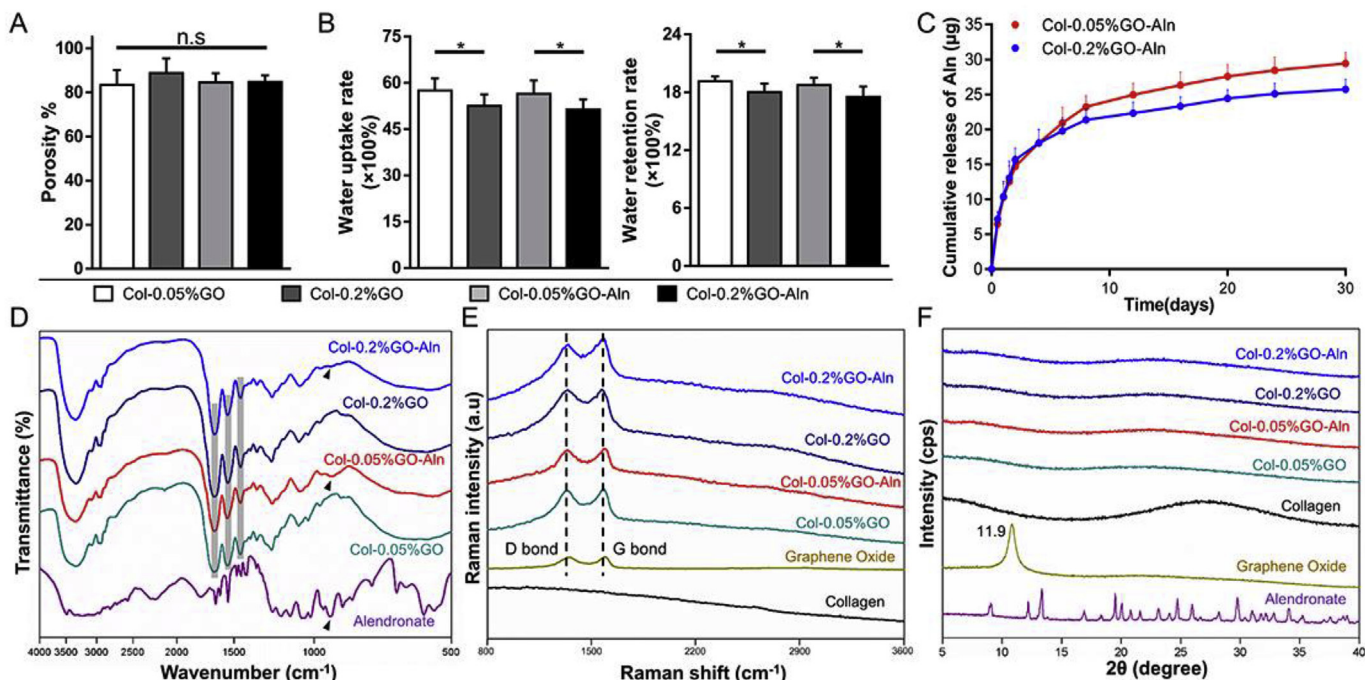 A
n.s
Porosity %
100
80
60
40
20
0
B
*
*
Water uptake rate
(×100%)
75
60
45
30
15
0
*
*
Water retention rate
(×100%)
24
18
12
6
0
C
Col-0.05%GO-Aln
Col-0.2%GO-Aln
Cumulative release of Aln (μg)
35
30
25
20
15
10
5
0
0 10 20 30
Time(days)
Col-0.05%GO Col-0.2%GO Col-0.05%GO-Aln Col-0.2%GO-Aln
D
Col-0.2%GO-Aln
Col-0.2%GO
Col-0.05%GO-Aln
Col-0.05%GO
Alendronate
Transmittance (%)
4000 3500 3000 2500 2000 1500 1000 500
Wavenumber (cm⁻¹)
E
Col-0.2%GO-Aln
Col-0.2%GO
Col-0.05%GO-Aln
Col-0.05%GO
D bond G bond
Graphene Oxide
Collagen
Raman intensity (a.u)
800 1500 2200 2900 3600
Raman shift (cm⁻¹)
F
Col-0.2%GO-Aln
Col-0.2%GO
Col-0.05%GO-Aln
Col-0.05%GO
Collagen
11.9
Graphene Oxide
Alendronate
Intensity (cps)
5 10 15 20 25 30 35 40
2θ (degree)